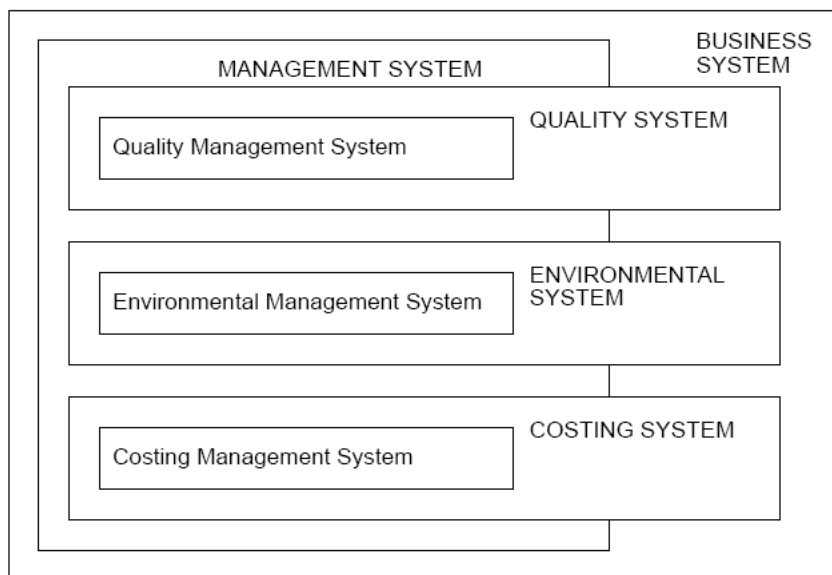 BUSINESS
SYSTEM
MANAGEMENT SYSTEM
QUALITY SYSTEM
Quality Management System
ENVIRONMENTAL
SYSTEM
Environmental Management System
COSTING SYSTEM
Costing Management System